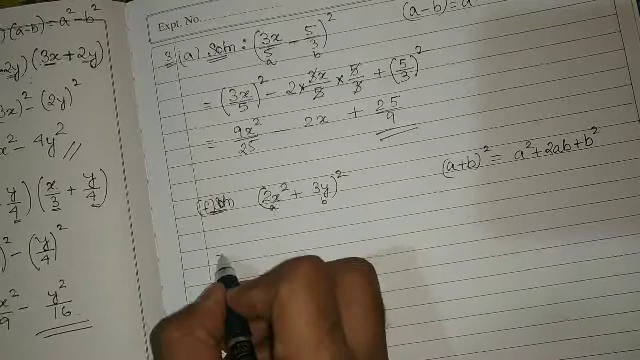 (a-b) = a² - b²
2y) (3x + 2y)
3x)² - (2y)²
x² - 4y² //
y/4) (x/3 + y/4)
)² - (y/4)²
x²/9 - y²/16
Expt. No.
(a-b) = a
3 (a) Soln : (3x/5 - 5/3)²
a b
= (3x/5)² - 2 × 3x/5 × 5/3 + (5/3)²
= 9x²/25 - 2x + 25/9
(a+b)² = a² + 2ab + b²
(f) (2x² + 3y)²
a b